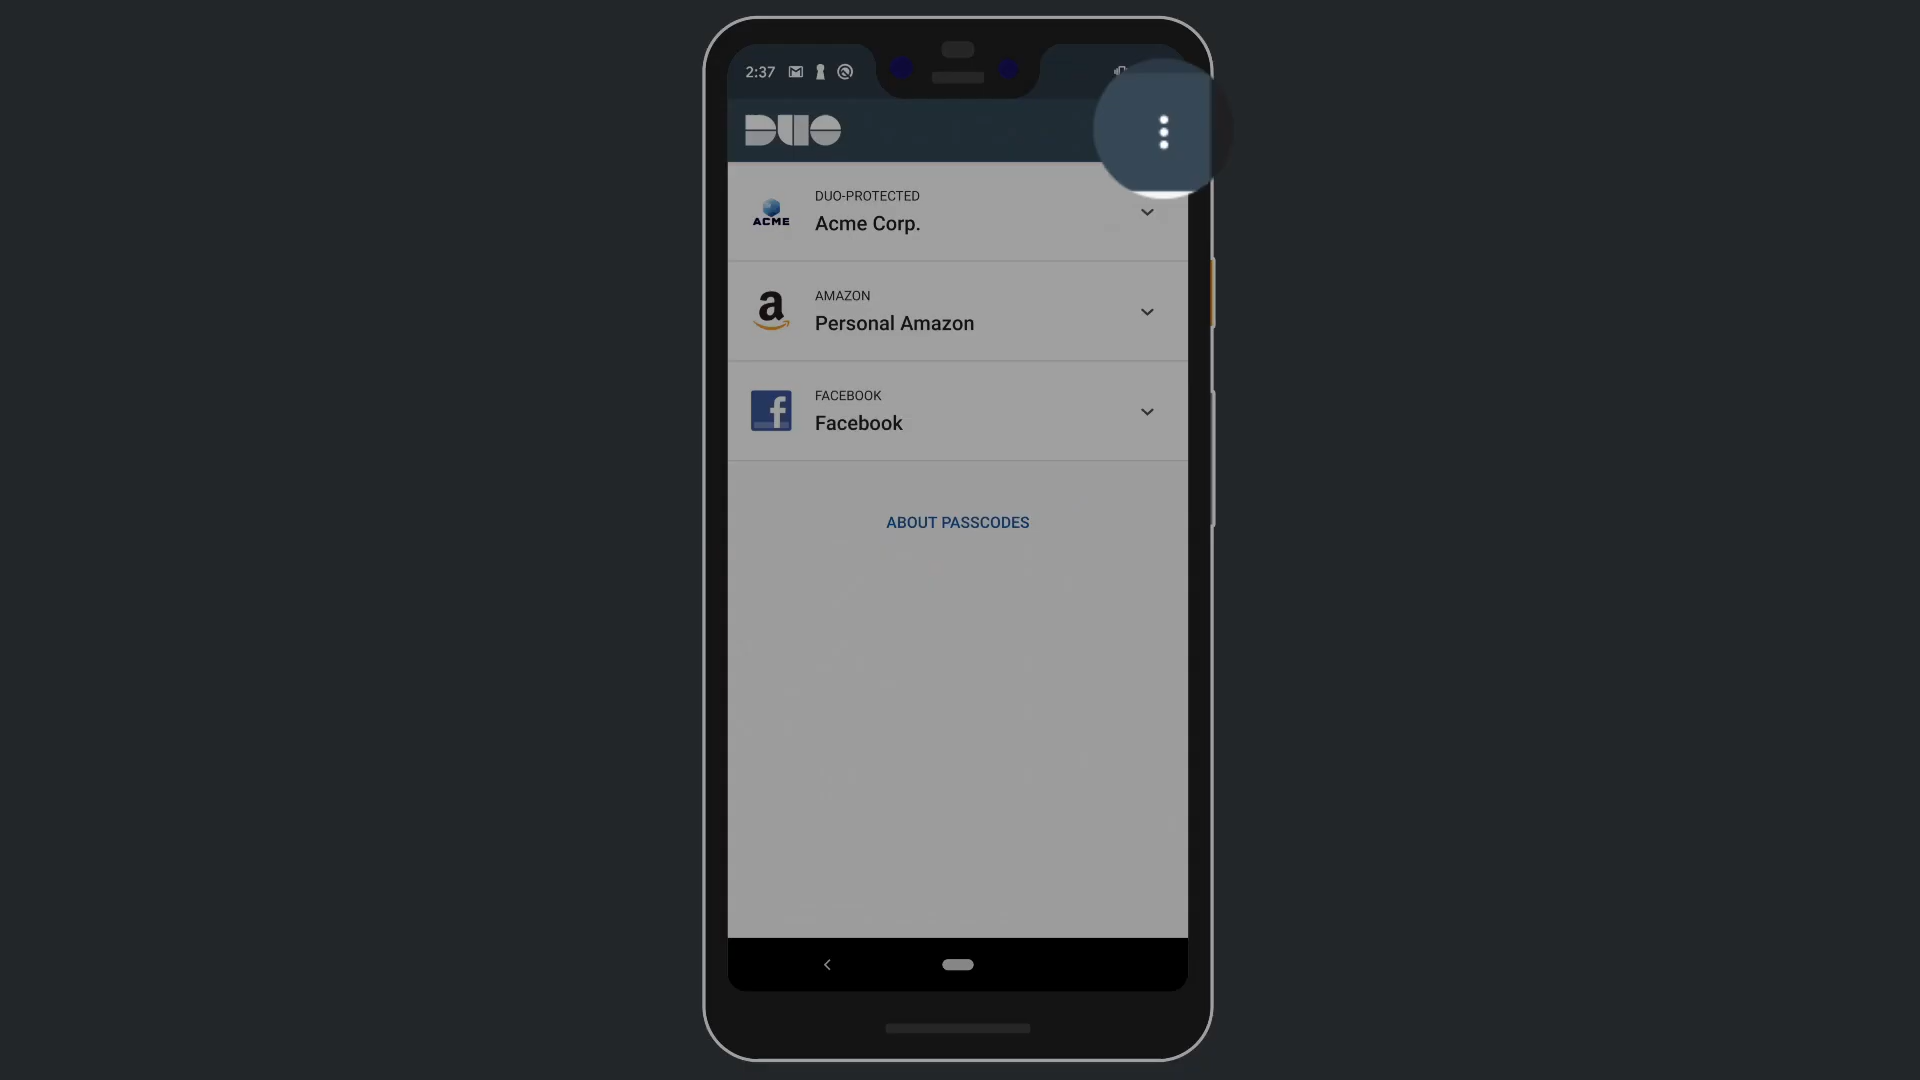 2:37
DUO
DUO-PROTECTED
ACME
Acme Corp.
AMAZON
a
Personal Amazon
FACEBOOK
f
Facebook
ABOUT PASSCODES